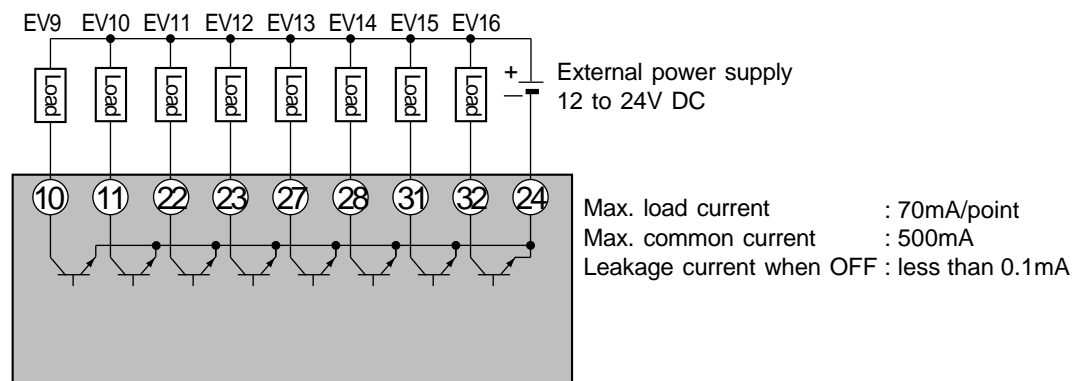 EV9 EV10 EV11 EV12 EV13 EV14 EV15 EV16
Load Load Load Load Load Load Load Load
+
−
External power supply
12 to 24V DC
10 11 22 23 27 28 31 32 24
Max. load current : 70mA/point
Max. common current : 500mA
Leakage current when OFF : less than 0.1mA